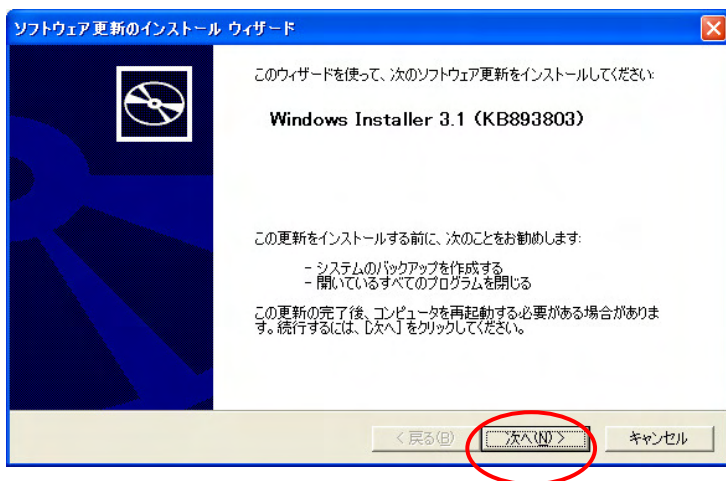 ソフトウェア更新のインストール ウィザード
このウィザードを使って、次のソフトウェア更新をインストールしてください:
Windows Installer 3.1 (KB893803)
この更新をインストールする前に、次のことをお勧めします:
- システムのバックアップを作成する
- 開いているすべてのプログラムを閉じる
この更新の完了後、コンピュータを再起動する必要がある場合がありま
す。続行するには、[次へ] をクリックしてください。
< 戻る(B) 次へ(N) > キャンセル